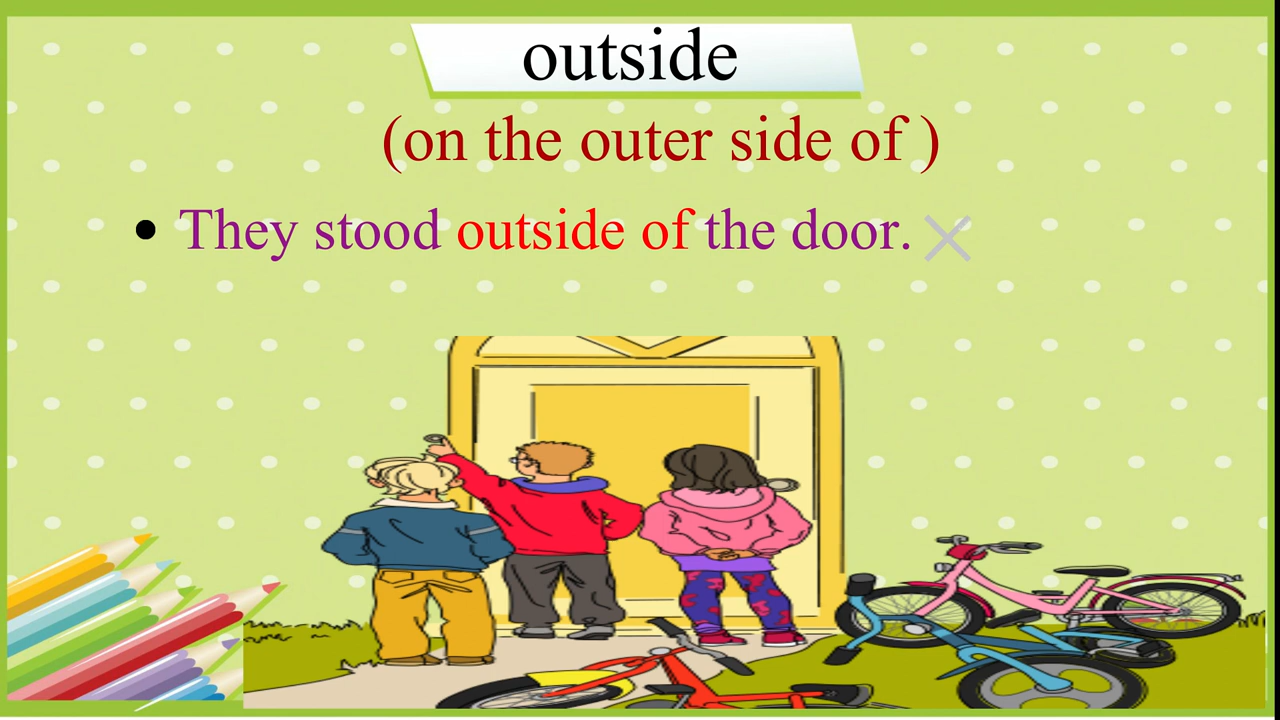 outside
(on the outer side of )
• They stood outside of the door. ×